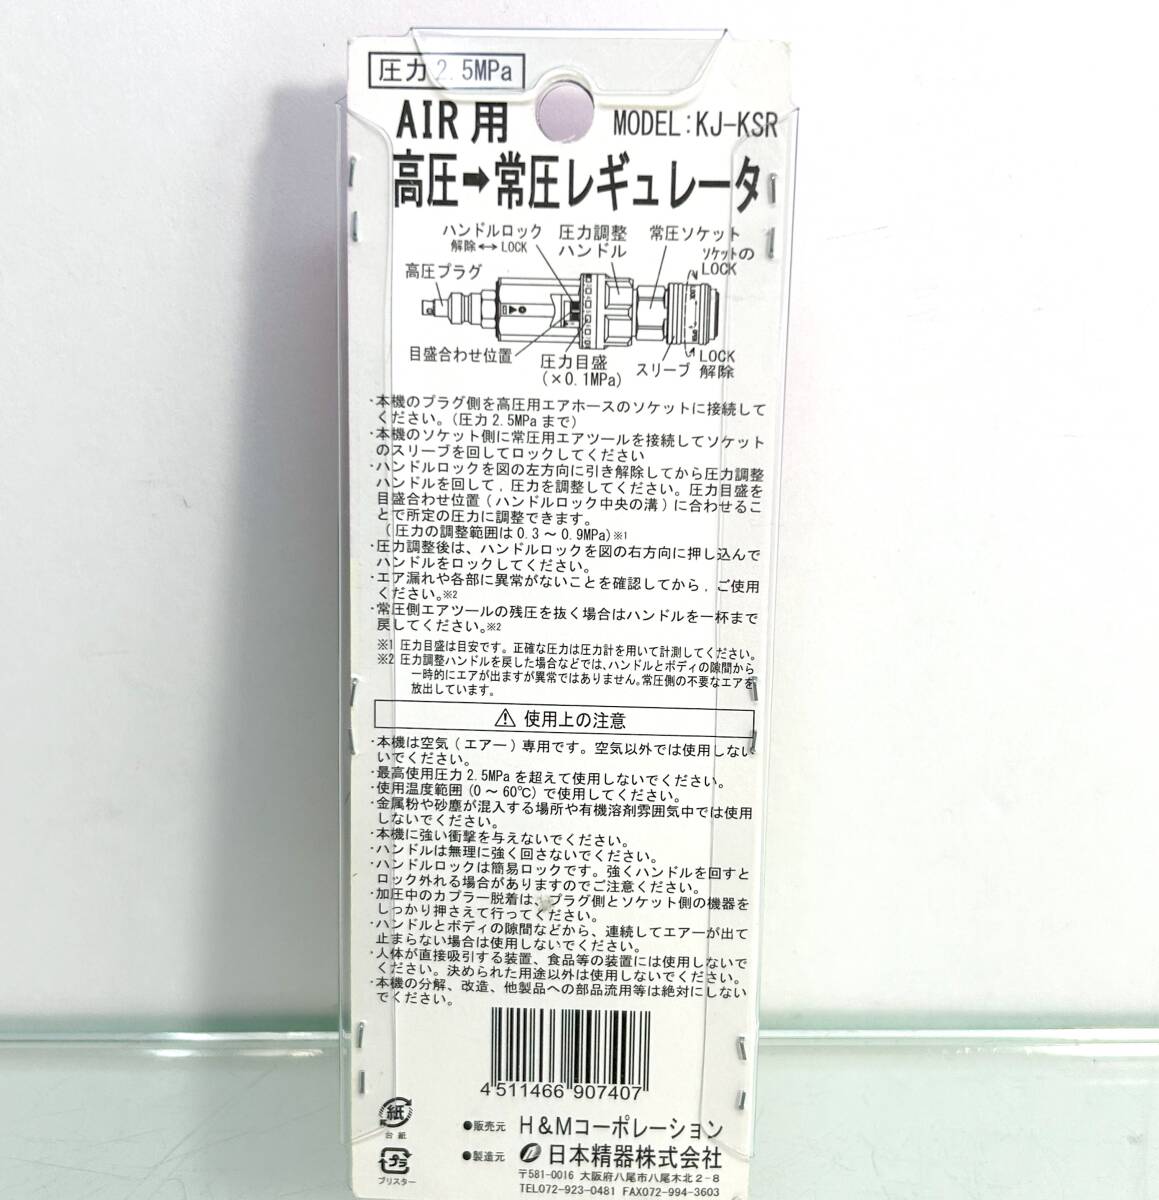 圧力2.5MPa
AIR用
MODEL:KJ-KSR
高圧➡常圧レギュレータ
ハンドルロック
解除↔LOCK
圧力調整
ハンドル
常圧ソケット
ソケットの
LOCK
高圧プラグ
目盛合わせ位置
圧力目盛
(×0.1MPa)
スリーブ
LOCK
解除
・本機のプラグ側を高圧用エアホースのソケットに接続して
ください。(圧力2.5MPaまで)
・本機のソケット側に常圧用エアツールを接続してソケット
のスリーブを回してロックしてください
・ハンドルロックを図の左方向に引き解除してから圧力調整
ハンドルを回して,圧力を調整してください。圧力目盛を
目盛合わせ位置(ハンドルロック中央の溝)に合わせるこ
とで所定の圧力に調整できます。
(圧力の調整範囲は0.3～0.9MPa)※1
・圧力調整後は、ハンドルロックを図の右方向に押し込んで
ハンドルをロックしてください。
・エア漏れや各部に異常がないことを確認してから,ご使用
ください。※2
・常圧側エアツールの残圧を抜く場合はハンドルを一杯まで
戻してください。※2
※1 圧力目盛は目安です。正確な圧力は圧力計を用いて計測してください。
※2 圧力調整ハンドルを戻した場合などでは、ハンドルとボディの隙間から
一時的にエアが出ますが異常ではありません。常圧側の不要なエアを
放出しています。
⚠ 使用上の注意
・本機は空気(エアー)専用です。空気以外では使用しな
いでください。
・最高使用圧力2.5MPaを超えて使用しないでください。
・使用温度範囲(0～60℃)で使用してください。
・金属粉や砂塵が混入する場所や有機溶剤雰囲気中では使用
しないでください。
・本機に強い衝撃を与えないでください。
・ハンドルは無理に強く回さないでください。
・ハンドルロックは簡易ロックです。強くハンドルを回すと
ロック外れる場合がありますのでご注意ください。
・加圧中のカプラー脱着は、プラグ側とソケット側の機器を
しっかり押さえて行ってください。
・ハンドルとボディの隙間などから、連続してエアーが出て
止まらない場合は使用しないでください。
・人体が直接吸引する装置、食品等の装置には使用しないで
ください。決められた用途以外は使用しないでください。
・本機の分解、改造、他製品への部品流用等は絶対にしない
でください。
4 511466 907407
紙
台紙
プラ
ブリスター
●販売元 H&Mコーポレーション
●製造元 日本精器株式会社
〒581-0016 大阪府八尾市八尾木北2-8
TEL072-923-0481 FAX072-994-3603